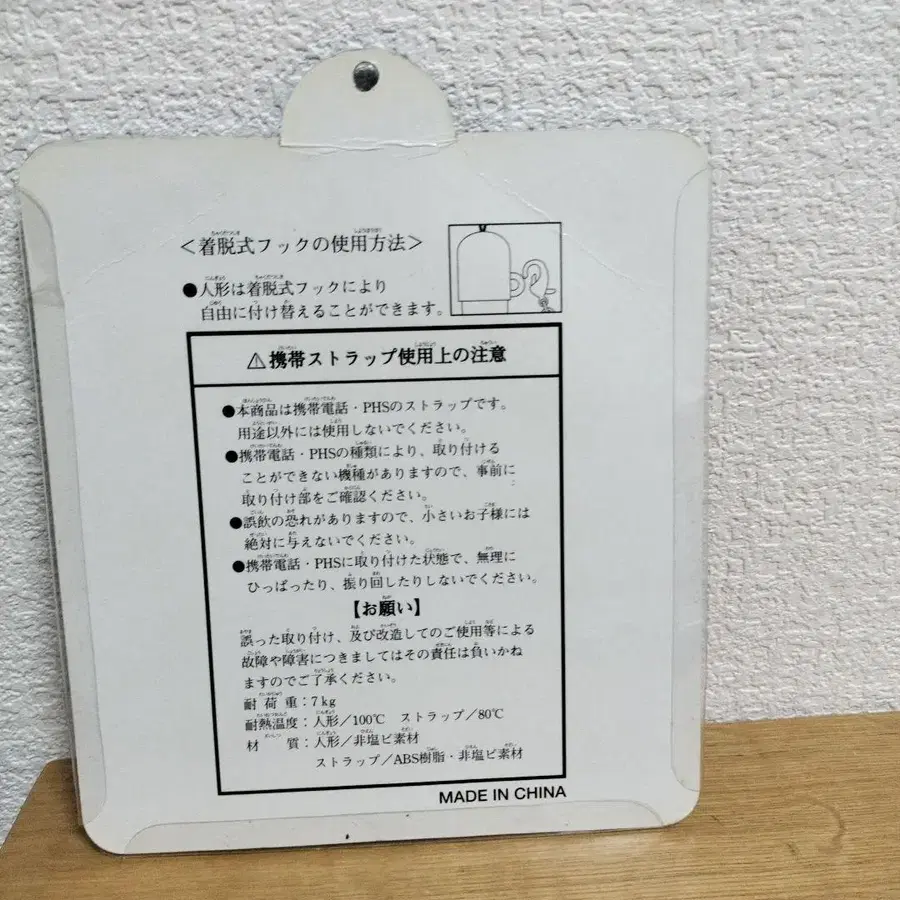 <着脱式フックの使用方法>
●人形は着脱式フックにより
自由に付け替えることができます。
⚠携帯ストラップ使用上の注意
●本商品は携帯電話・PHSのストラップです。
用途以外には使用しないでください。
●携帯電話・PHSの種類により、取り付ける
ことができない機種がありますので、事前に
取り付け部をご確認ください。
●誤飲の恐れがありますので、小さいお子様には
絶対に与えないでください。
●携帯電話・PHSに取り付けた状態で、無理に
ひっぱったり、振り回したりしないでください。
【お願い】
誤った取り付け、及び改造してのご使用等による
故障や障害につきましてはその責任は負いかね
ますのでご了承ください。
耐荷重:7kg
耐熱温度:人形/100℃ ストラップ/80℃
材質:人形/非塩ビ素材
ストラップ/ABS樹脂・非塩ビ素材
MADE IN CHINA